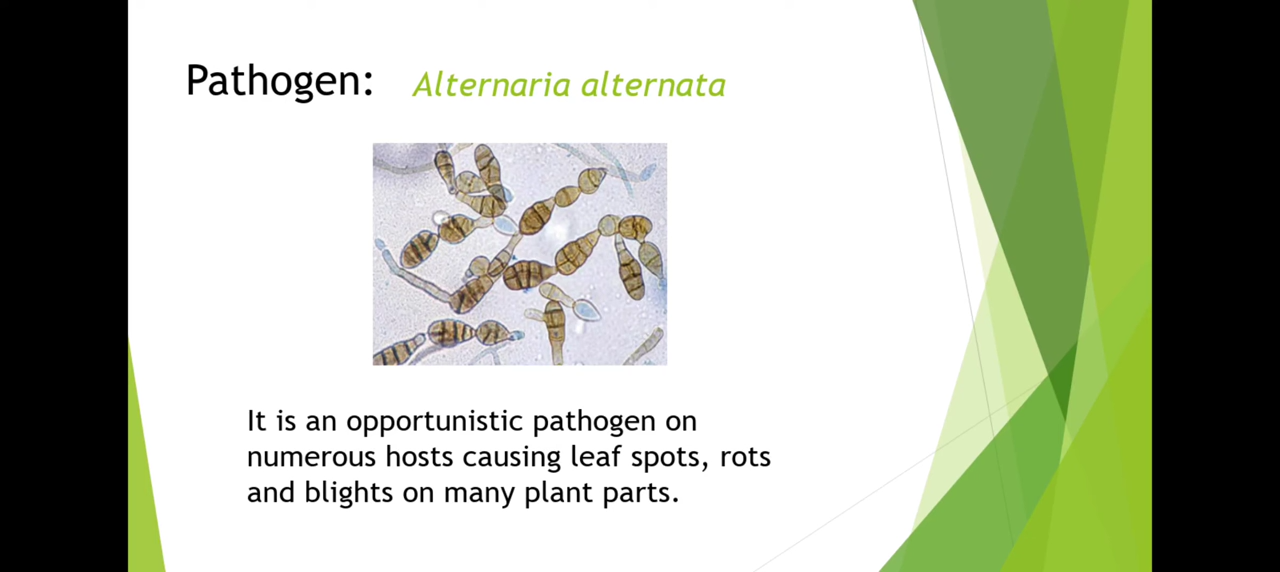 Pathogen: Alternaria alternata
It is an opportunistic pathogen on
numerous hosts causing leaf spots, rots
and blights on many plant parts.